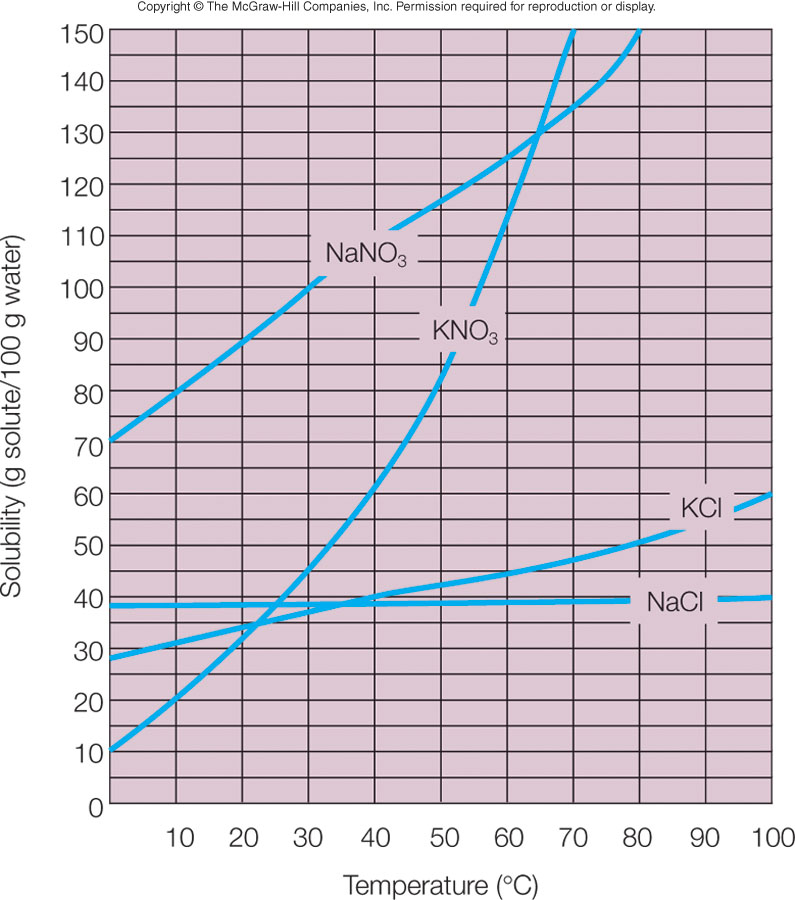 Copyright © The McGraw-Hill Companies, Inc. Permission required for reproduction or display.
Solubility (g solute/100 g water)
150
140
130
120
110
100
90
80
70
60
50
40
30
20
10
0
NaNO₃
KNO₃
KCl
NaCl
10 20 30 40 50 60 70 80 90 100
Temperature (°C)